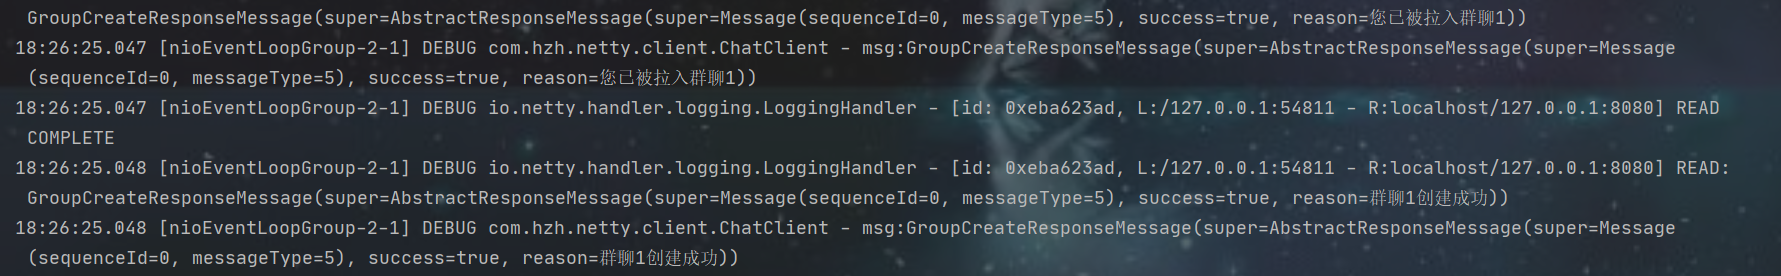 GroupCreateResponseMessage(super=AbstractResponseMessage(super=Message(sequenceId=0, messageType=5), success=true, reason=您已被拉入群聊1))
18:26:25.047 [nioEventLoopGroup-2-1] DEBUG com.hzh.netty.client.ChatClient - msg:GroupCreateResponseMessage(super=AbstractResponseMessage(super=Message
(sequenceId=0, messageType=5), success=true, reason=您已被拉入群聊1))
18:26:25.047 [nioEventLoopGroup-2-1] DEBUG io.netty.handler.logging.LoggingHandler - [id: 0xeba623ad, L:/127.0.0.1:54811 - R:localhost/127.0.0.1:8080] READ
COMPLETE
18:26:25.048 [nioEventLoopGroup-2-1] DEBUG io.netty.handler.logging.LoggingHandler - [id: 0xeba623ad, L:/127.0.0.1:54811 - R:localhost/127.0.0.1:8080] READ:
GroupCreateResponseMessage(super=AbstractResponseMessage(super=Message(sequenceId=0, messageType=5), success=true, reason=群聊1创建成功))
18:26:25.048 [nioEventLoopGroup-2-1] DEBUG com.hzh.netty.client.ChatClient - msg:GroupCreateResponseMessage(super=AbstractResponseMessage(super=Message
(sequenceId=0, messageType=5), success=true, reason=群聊1创建成功))